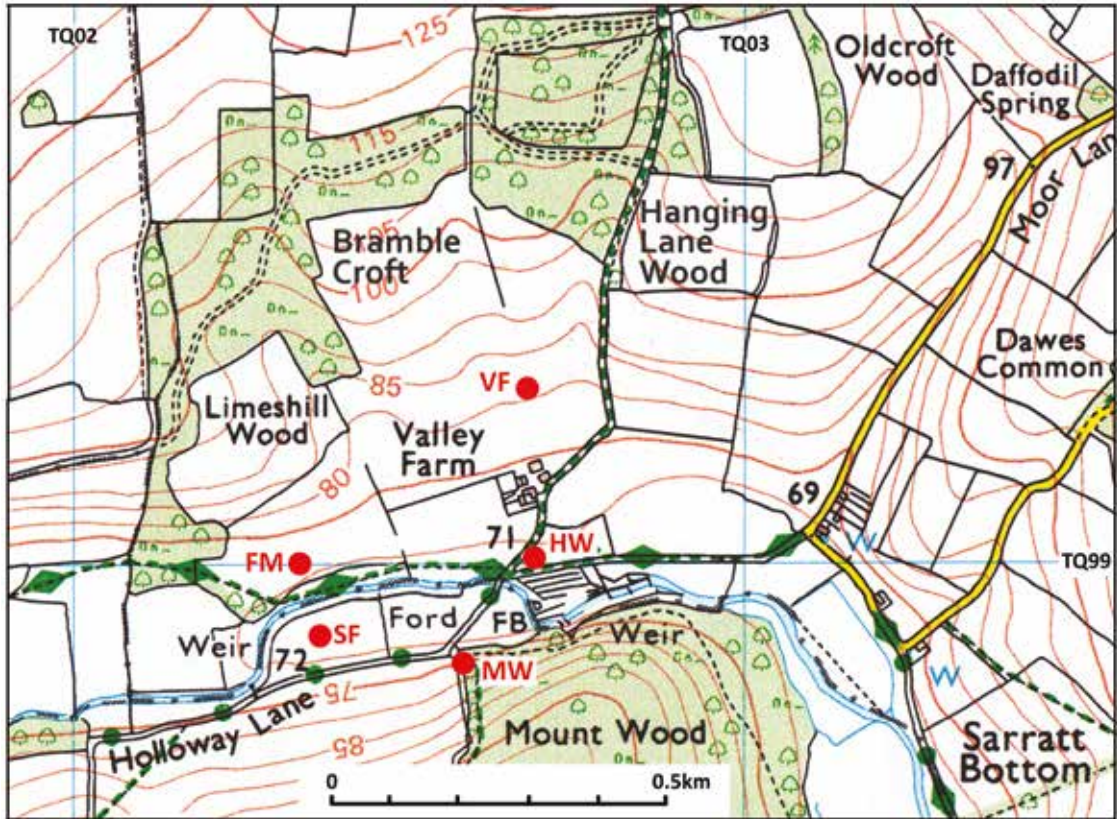 TQ02
125
TQ03
Oldcroft
Wood
Daffodil
Spring
115
97
Moor Lan
Hanging
Lane
Wood
Bramble
Croft
95
100
Dawes
Common
85
VF
Limeshill
Wood
Valley
Farm
80
69
71
HW
W
FM
TQ99
Ford
FB
Weir
Weir
SF
72
MW
W
75
Holloway Lane
85
Mount Wood
Sarratt
Bottom
0
0.5km